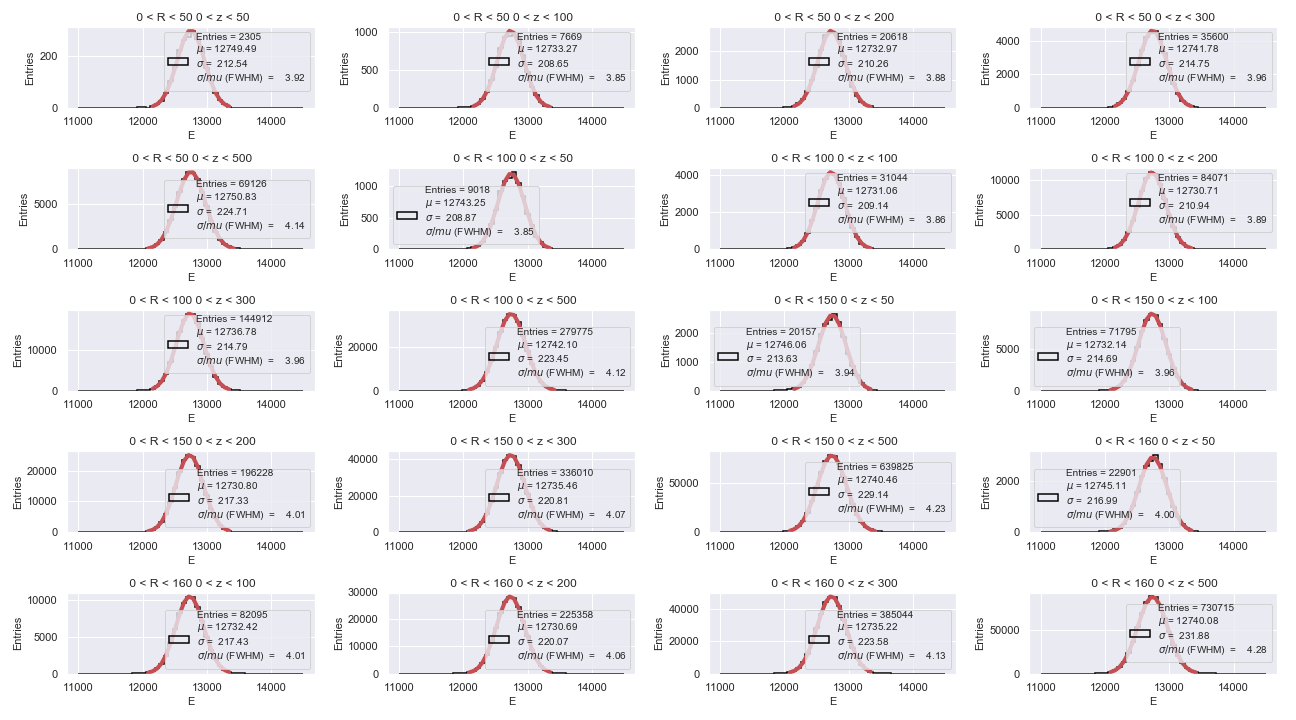 0 < R < 50 0 < z < 50
Entries
200
0
Entries = 2305
μ = 12749.49
σ = 212.54
σ/mu (FWHM) = 3.92
11000 12000 13000 14000
E
0 < R < 50 0 < z < 100
Entries
1000
500
0
Entries = 7669
μ = 12733.27
σ = 208.65
σ/mu (FWHM) = 3.85
11000 12000 13000 14000
E
0 < R < 50 0 < z < 200
Entries
2000
1000
0
Entries = 20618
μ = 12732.97
σ = 210.26
σ/mu (FWHM) = 3.88
11000 12000 13000 14000
E
0 < R < 50 0 < z < 300
Entries
4000
2000
0
Entries = 35600
μ = 12741.78
σ = 214.75
σ/mu (FWHM) = 3.96
11000 12000 13000 14000
E
0 < R < 50 0 < z < 500
Entries
5000
0
Entries = 69126
μ = 12750.83
σ = 224.71
σ/mu (FWHM) = 4.14
11000 12000 13000 14000
E
0 < R < 100 0 < z < 50
Entries
1000
500
0
Entries = 9018
μ = 12743.25
σ = 208.87
σ/mu (FWHM) = 3.85
11000 12000 13000 14000
E
0 < R < 100 0 < z < 100
Entries
4000
2000
0
Entries = 31044
μ = 12731.06
σ = 209.14
σ/mu (FWHM) = 3.86
11000 12000 13000 14000
E
0 < R < 100 0 < z < 200
Entries
10000
5000
0
Entries = 84071
μ = 12730.71
σ = 210.94
σ/mu (FWHM) = 3.89
11000 12000 13000 14000
E
0 < R < 100 0 < z < 300
Entries
10000
0
Entries = 144912
μ = 12736.78
σ = 214.79
σ/mu (FWHM) = 3.96
11000 12000 13000 14000
E
0 < R < 100 0 < z < 500
Entries
20000
0
Entries = 279775
μ = 12742.10
σ = 223.45
σ/mu (FWHM) = 4.12
11000 12000 13000 14000
E
0 < R < 150 0 < z < 50
Entries
2000
1000
0
Entries = 20157
μ = 12746.06
σ = 213.63
σ/mu (FWHM) = 3.94
11000 12000 13000 14000
E
0 < R < 150 0 < z < 100
Entries
5000
0
Entries = 71795
μ = 12732.14
σ = 214.69
σ/mu (FWHM) = 3.96
11000 12000 13000 14000
E
0 < R < 150 0 < z < 200
Entries
20000
10000
0
Entries = 196228
μ = 12730.80
σ = 217.33
σ/mu (FWHM) = 4.01
11000 12000 13000 14000
E
0 < R < 150 0 < z < 300
Entries
40000
20000
0
Entries = 336010
μ = 12735.46
σ = 220.81
σ/mu (FWHM) = 4.07
11000 12000 13000 14000
E
0 < R < 150 0 < z < 500
Entries
50000
0
Entries = 639825
μ = 12740.46
σ = 229.14
σ/mu (FWHM) = 4.23
11000 12000 13000 14000
E
0 < R < 160 0 < z < 50
Entries
2000
0
Entries = 22901
μ = 12745.11
σ = 216.99
σ/mu (FWHM) = 4.00
11000 12000 13000 14000
E
0 < R < 160 0 < z < 100
Entries
10000
5000
0
Entries = 82095
μ = 12732.42
σ = 217.43
σ/mu (FWHM) = 4.01
11000 12000 13000 14000
E
0 < R < 160 0 < z < 200
Entries
30000
20000
10000
0
Entries = 225358
μ = 12730.69
σ = 220.07
σ/mu (FWHM) = 4.06
11000 12000 13000 14000
E
0 < R < 160 0 < z < 300
Entries
40000
20000
0
Entries = 385044
μ = 12735.22
σ = 223.58
σ/mu (FWHM) = 4.13
11000 12000 13000 14000
E
0 < R < 160 0 < z < 500
Entries
50000
0
Entries = 730715
μ = 12740.08
σ = 231.88
σ/mu (FWHM) = 4.28
11000 12000 13000 14000
E